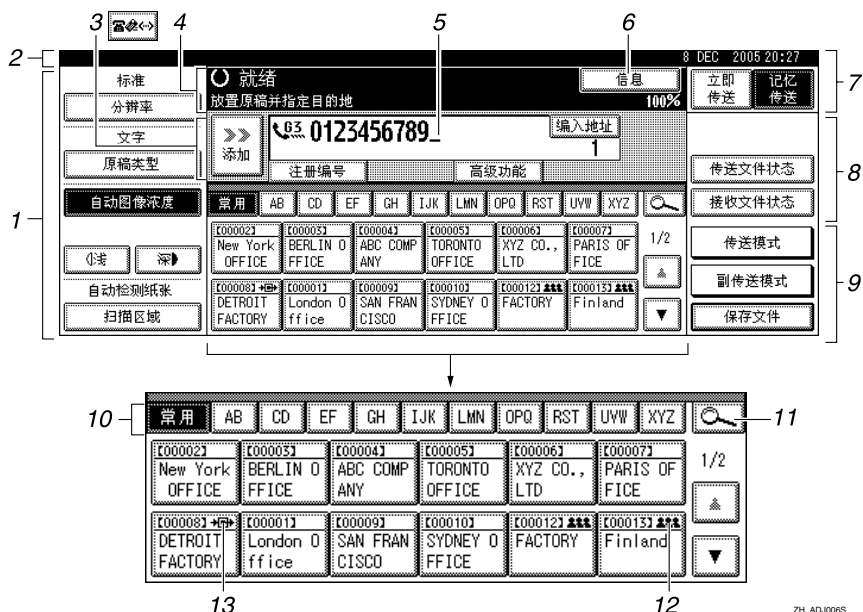 3
4
5
6
2
8 DEC 2005 20:27
标准
就绪
信息
立即传送
记忆传送
7
分辨率
放置原稿并指定目的地
100%
文字
添加
G3 0123456789_
编入地址
1
原稿类型
注册编号
高级功能
传送文件状态
8
1
自动图像浓度
常用 AB CD EF GH IJK LMN OPQ RST UVW XYZ
接收文件状态
【00002】 【00003】 【00004】 【00005】 【00006】 【00007】
New York BERLIN O ABC COMP TORONTO XYZ CO., PARIS OF
OFFICE FFICE ANY OFFICE LTD FICE
1/2
传送模式
浅 深
自动检测纸张
【00008】 【00001】 【00009】 【00010】 【00012】 【00013】
DETROIT London O SAN FRAN SYDNEY O FACTORY Finland
FACTORY ffice CISCO FFICE
副传送模式
9
扫描区域
▼
保存文件
10
常用 AB CD EF GH IJK LMN OPQ RST UVW XYZ
11
【00002】 【00003】 【00004】 【00005】 【00006】 【00007】
New York BERLIN O ABC COMP TORONTO XYZ CO., PARIS OF
OFFICE FFICE ANY OFFICE LTD FICE
1/2
【00008】 【00001】 【00009】 【00010】 【00012】 【00013】
DETROIT London O SAN FRAN SYDNEY O FACTORY Finland
FACTORY ffice CISCO FFICE
▼
13
12
ZH_ADJ006S